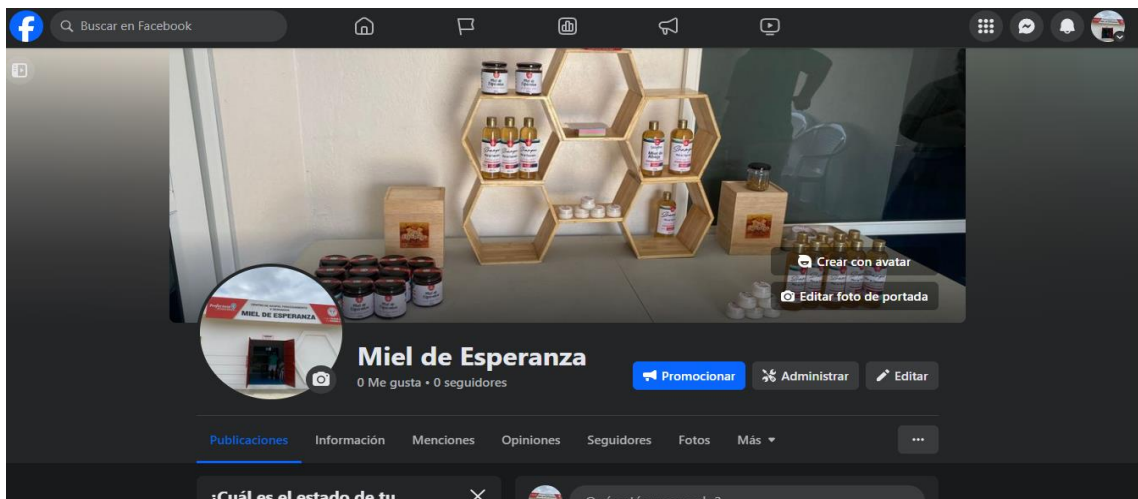 Buscar en Facebook
MIEL DE ESPERANZA
Crear con avatar
Editar foto de portada
Miel de Esperanza
0 Me gusta • 0 seguidores
Promocionar
Administrar
Editar
Publicaciones
Información
Menciones
Opiniones
Seguidores
Fotos
Más
¿Cuál es el estado de tu